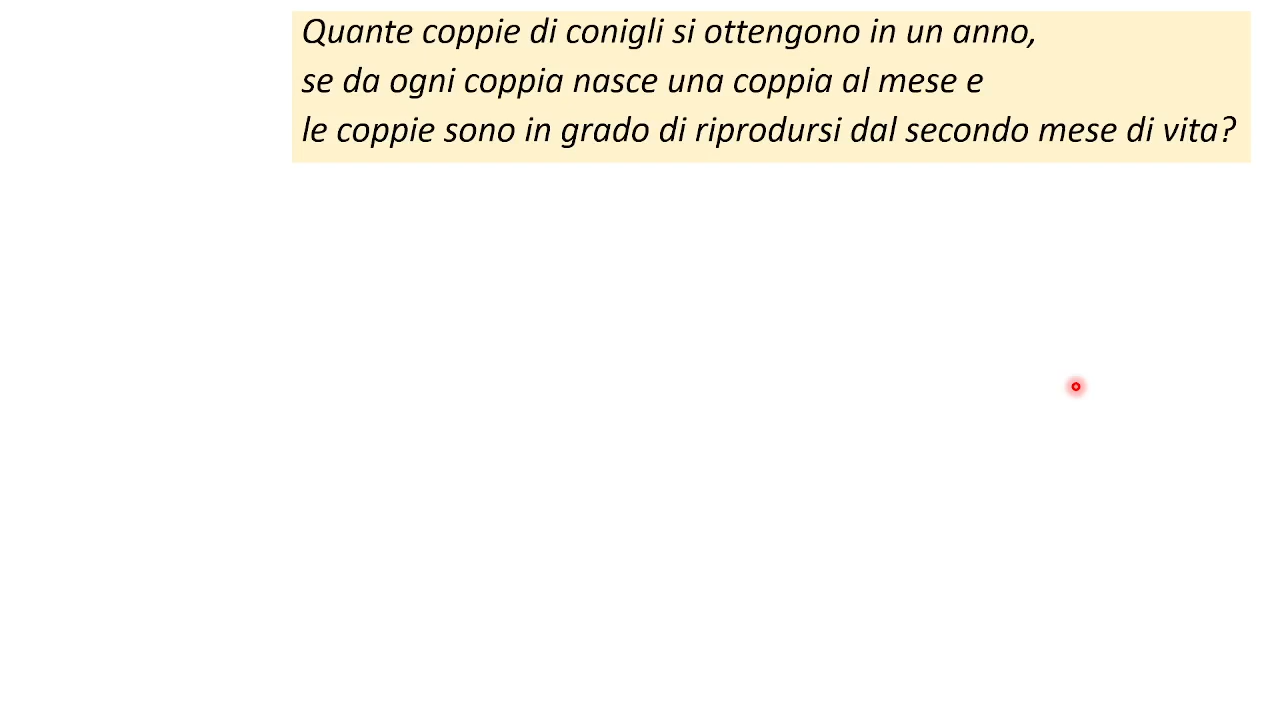 Quante coppie di conigli si ottengono in un anno,
se da ogni coppia nasce una coppia al mese e
le coppie sono in grado di riprodursi dal secondo mese di vita?